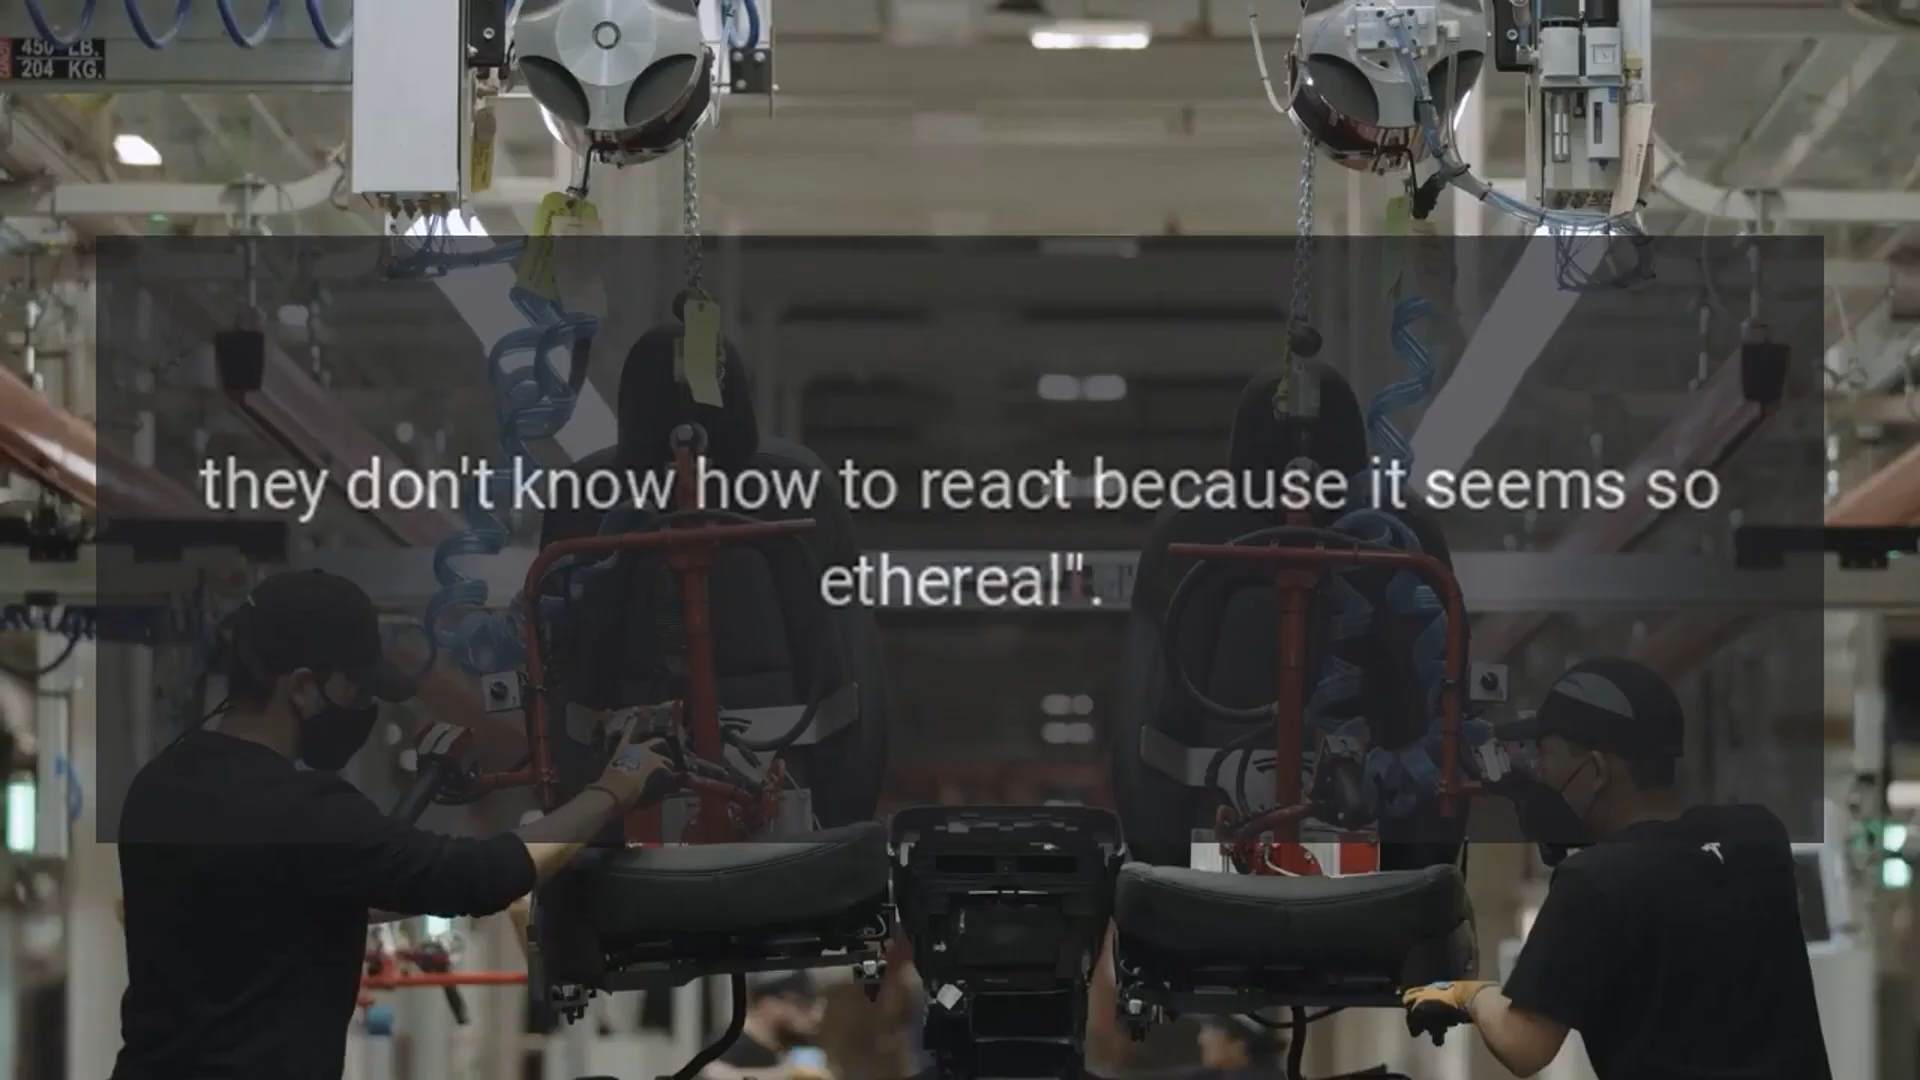 450 LB.
204 KG.
they don't know how to react because it seems so
ethereal".